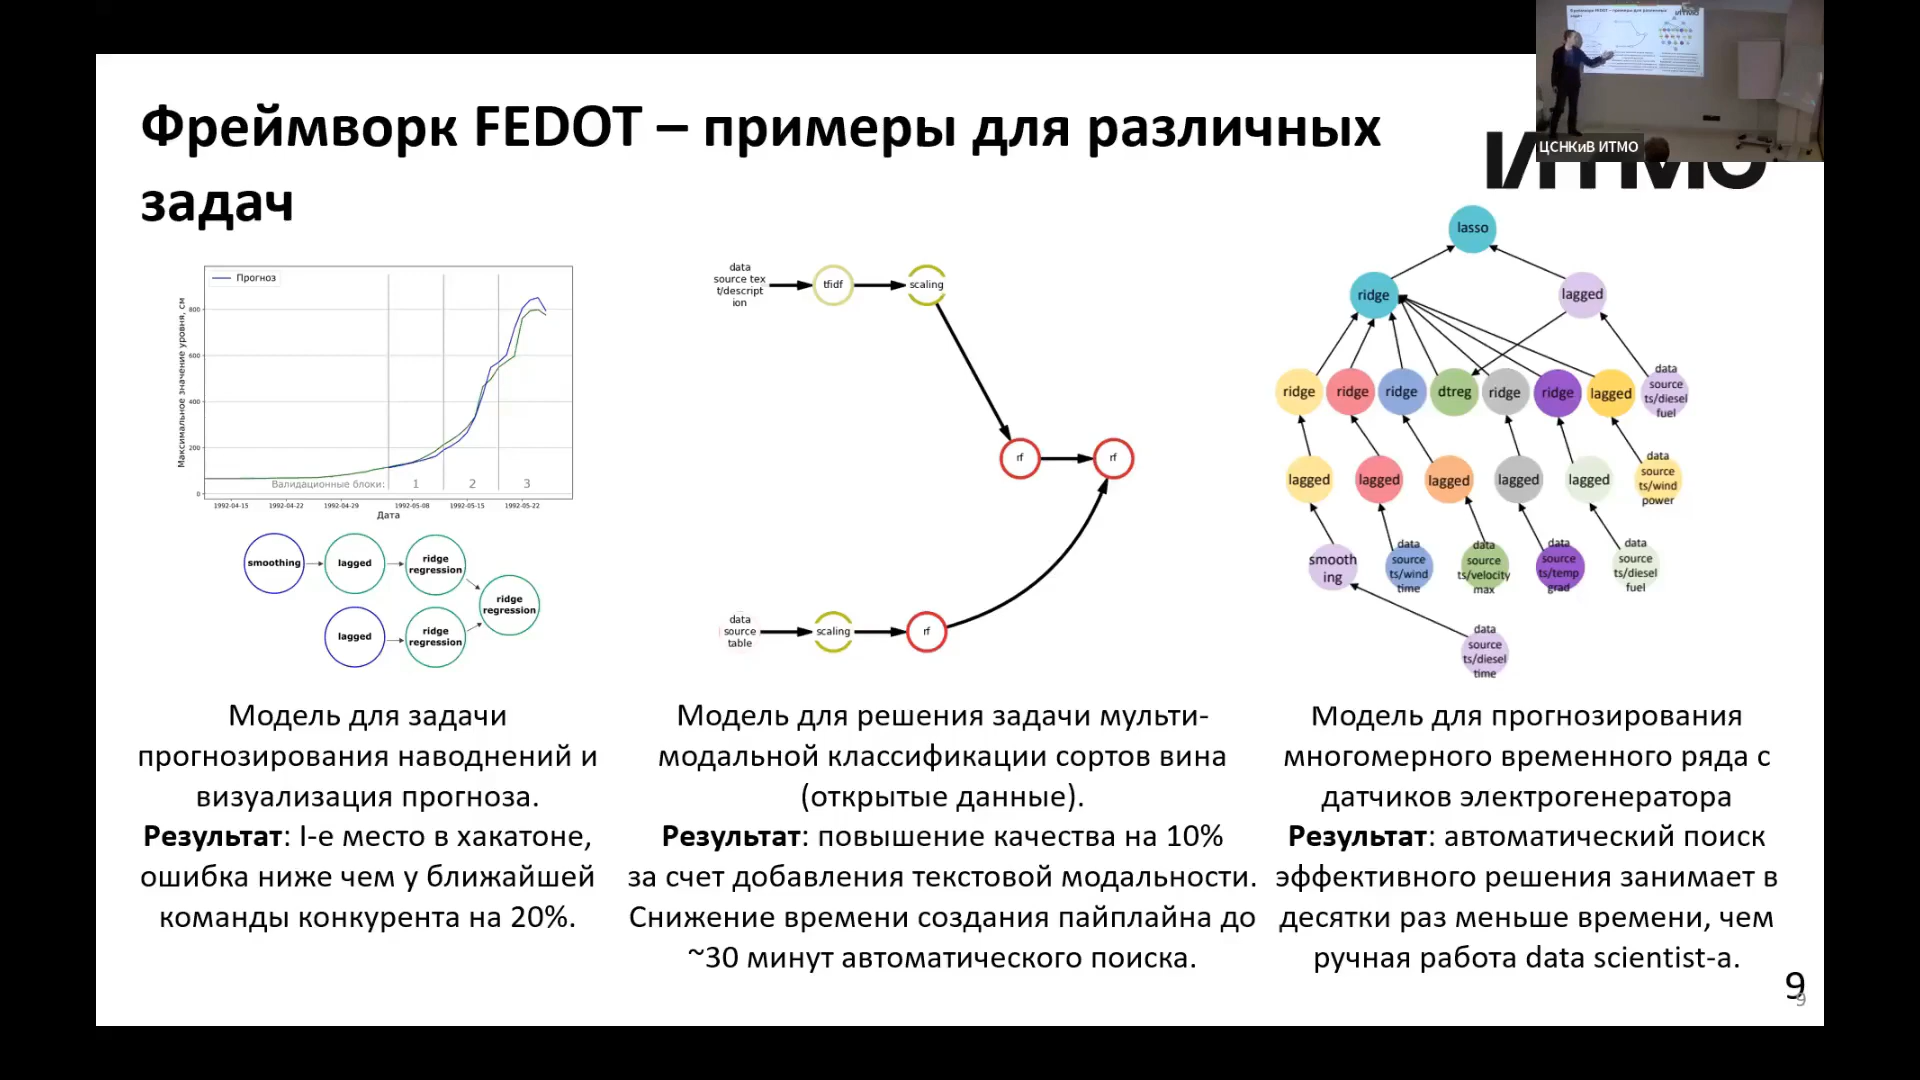 Фреймворк FEDOT – примеры для различных
задач
ЦСНКиВ ИТМО
ИТМО
Прогноз
Максимальное значение уровня, см
800
600
400
200
0
Валидационные блоки:
1
2
3
1992-04-15
1992-04-22
1992-04-29
1992-05-08
1992-05-15
1992-05-22
Дата
smoothing
lagged
ridge
regression
ridge
regression
lagged
ridge
regression
Модель для задачи
прогнозирования наводнений и
визуализация прогноза.
Результат: I-е место в хакатоне,
ошибка ниже чем у ближайшей
команды конкурента на 20%.
data
source tex
t/descript
ion
tfidf
scaling
rf
rf
data
source
table
scaling
rf
Модель для решения задачи мульти-
модальной классификации сортов вина
(открытые данные).
Результат: повышение качества на 10%
за счет добавления текстовой модальности.
Снижение времени создания пайплайна до
~30 минут автоматического поиска.
lasso
ridge
lagged
ridge
ridge
ridge
dtreg
ridge
ridge
lagged
data
source
ts/diesel
fuel
lagged
lagged
lagged
lagged
lagged
data
source
ts/wind
power
smooth
ing
data
source
ts/wind
time
data
source
ts/velocity
max
data
source
ts/temp
grad
data
source
ts/diesel
fuel
data
source
ts/diesel
time
Модель для прогнозирования
многомерного временного ряда с
датчиков электрогенератора
Результат: автоматический поиск
эффективного решения занимает в
десятки раз меньше времени, чем
ручная работа data scientist-а.
9
9